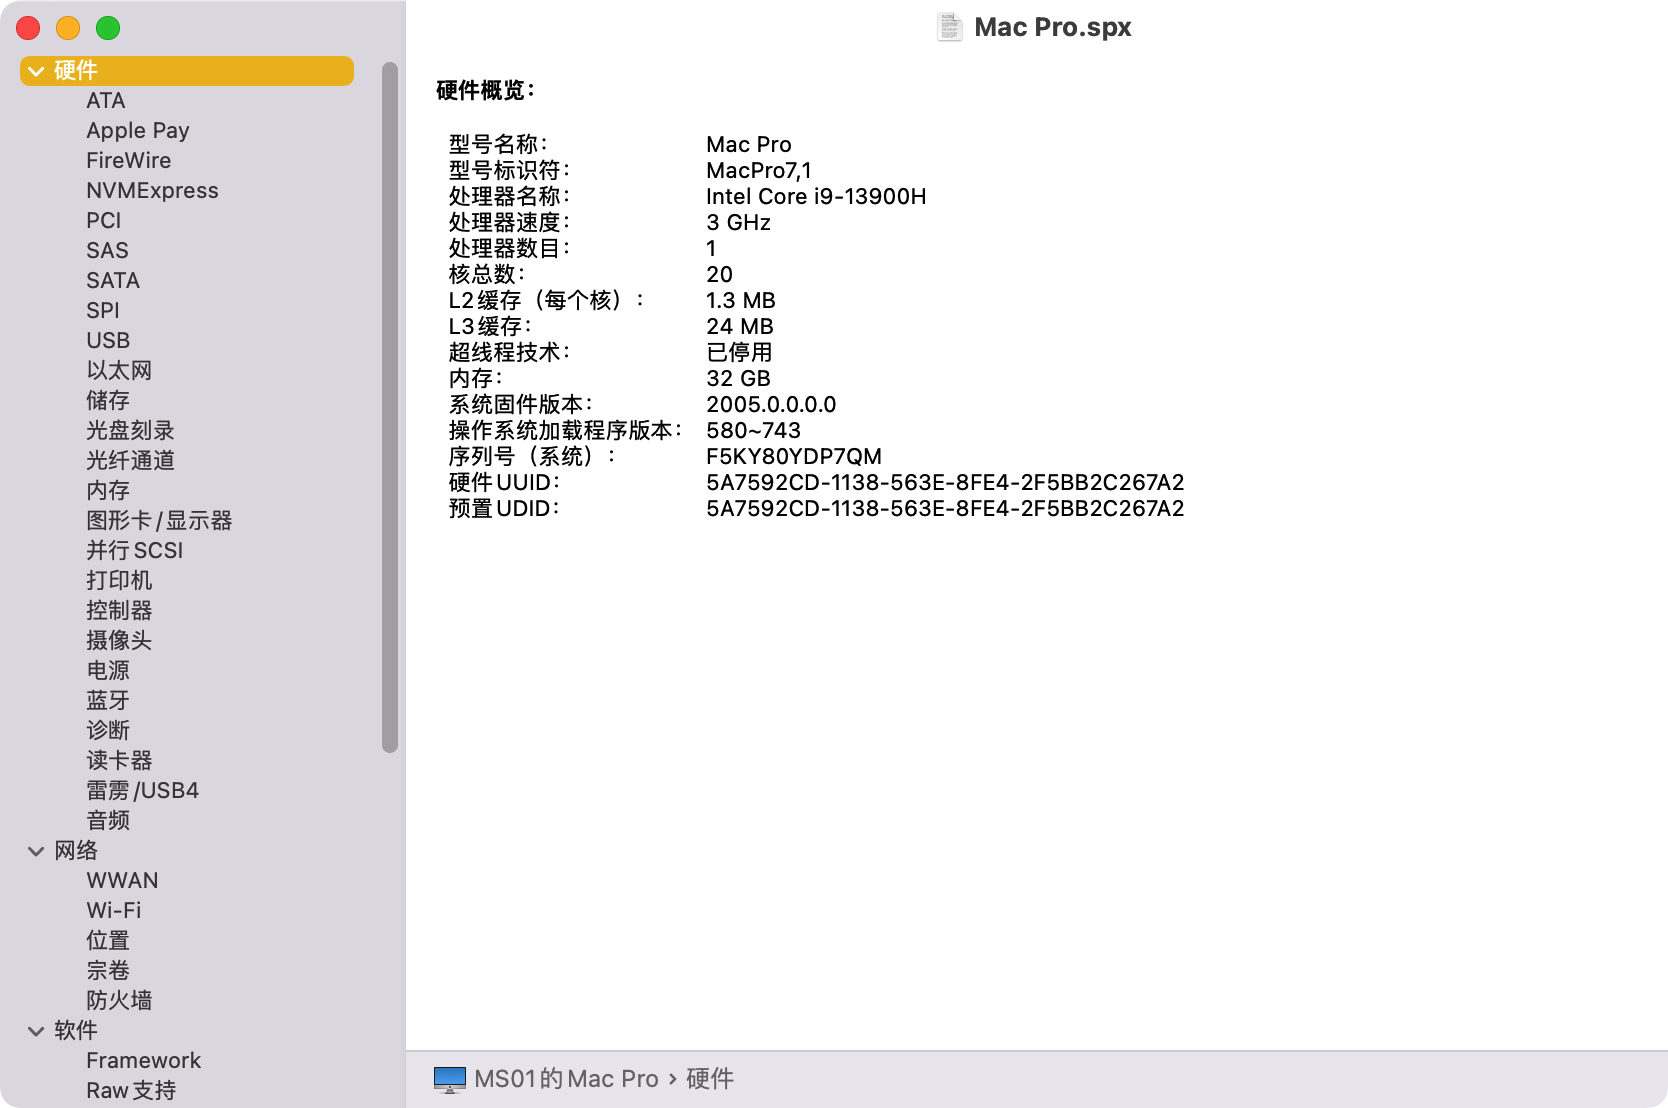 Mac Pro.spx
硬件
ATA
Apple Pay
FireWire
NVMExpress
PCI
SAS
SATA
SPI
USB
以太网
储存
光盘刻录
光纤通道
内存
图形卡/显示器
并行SCSI
打印机
控制器
摄像头
电源
蓝牙
诊断
读卡器
雷雳/USB4
音频
网络
WWAN
Wi-Fi
位置
宗卷
防火墙
软件
Framework
Raw支持
硬件概览：
型号名称： Mac Pro
型号标识符： MacPro7,1
处理器名称： Intel Core i9-13900H
处理器速度： 3 GHz
处理器数目： 1
核总数： 20
L2缓存（每个核）： 1.3 MB
L3缓存： 24 MB
超线程技术： 已停用
内存： 32 GB
系统固件版本： 2005.0.0.0.0
操作系统加载程序版本： 580~743
序列号（系统）： F5KY80YDP7QM
硬件UUID： 5A7592CD-1138-563E-8FE4-2F5BB2C267A2
预置UDID： 5A7592CD-1138-563E-8FE4-2F5BB2C267A2
MS01的Mac Pro › 硬件